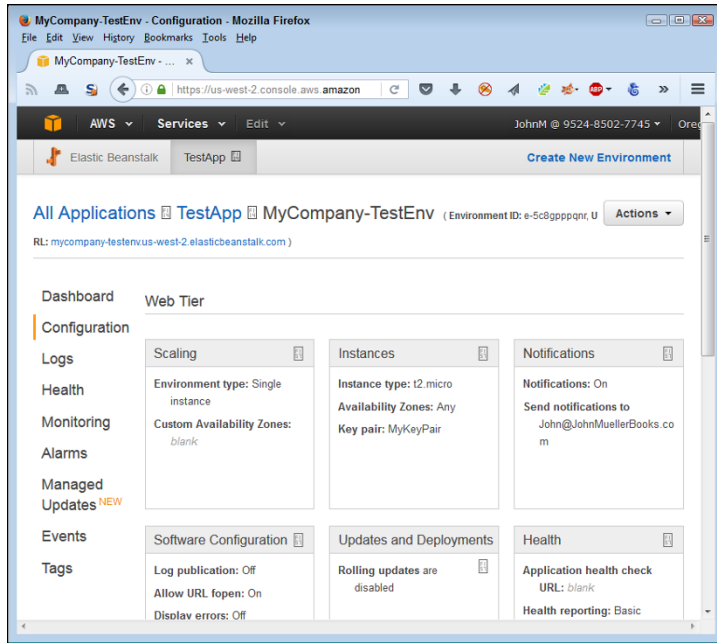 MyCompany-TestEnv - Configuration - Mozilla Firefox
File Edit View History Bookmarks Tools Help
MyCompany-TestEnv - ... ×
https://us-west-2.console.aws.amazon
ABP
AWS Services Edit JohnM @ 9524-8502-7745 Oreg
Elastic Beanstalk TestApp Create New Environment
All Applications TestApp MyCompany-TestEnv ( Environment ID: e-5c8gpppqnr, U Actions
RL: mycompany-testenv.us-west-2.elasticbeanstalk.com )
Dashboard
Configuration
Logs
Health
Monitoring
Alarms
Managed
Updates NEW
Events
Tags
Web Tier
Scaling
Environment type: Single
instance
Custom Availability Zones:
blank
Instances
Instance type: t2.micro
Availability Zones: Any
Key pair: MyKeyPair
Notifications
Notifications: On
Send notifications to
John@JohnMuellerBooks.co
m
Software Configuration
Log publication: Off
Allow URL fopen: On
Display errors: Off
Updates and Deployments
Rolling updates are
disabled
Health
Application health check
URL: blank
Health reporting: Basic